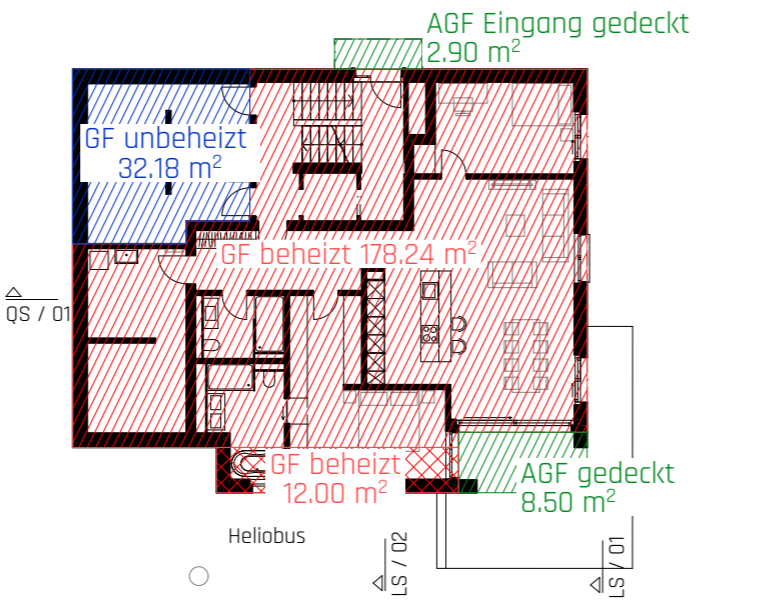 AGF Eingang gedeckt
2.90 m²
GF unbeheizt
32.18 m²
GF beheizt 178.24 m²
QS / 01
GF beheizt
12.00 m²
AGF gedeckt
8.50 m²
Heliobus
LS / 02
LS / 01